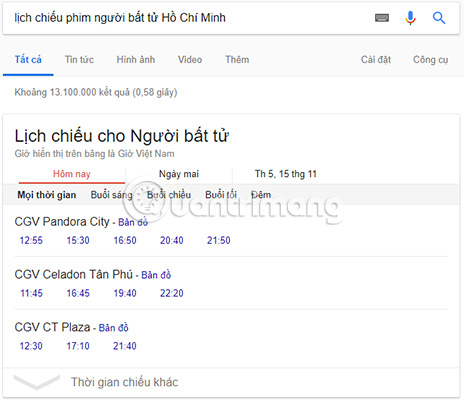 lịch chiếu phim người bất tử Hồ Chí Minh
Tất cả Tin tức Hình ảnh Video Thêm Cài đặt Công cụ
Khoảng 13.100.000 kết quả (0,58 giây)
Lịch chiếu cho Người bất tử
Giờ hiển thị trên bảng là Giờ Việt Nam
Hôm nay Ngày mai Th 5, 15 thg 11
Mọi thời gian Buổi sáng Buổi chiều Buổi tối Đêm
Quantrimang
CGV Pandora City - Bản đồ
12:55 15:30 16:50 20:40 21:50
CGV Celadon Tân Phú - Bản đồ
11:45 16:45 19:40 22:20
CGV CT Plaza - Bản đồ
12:30 17:10 21:40
Thời gian chiếu khác